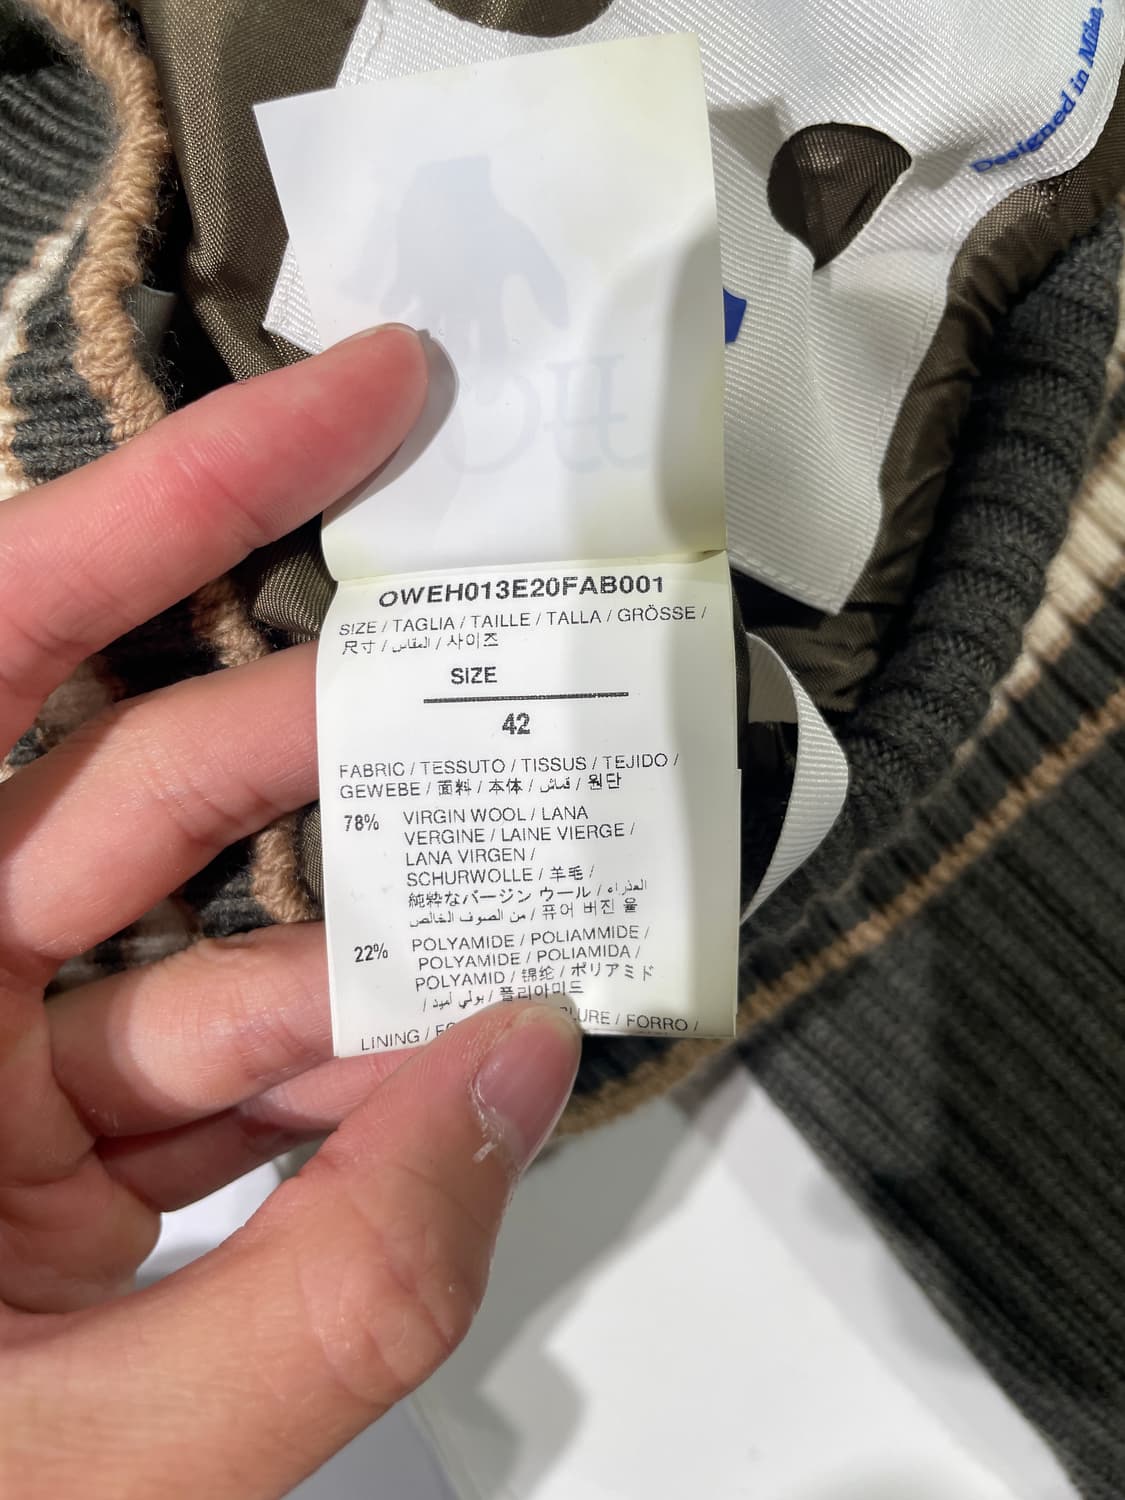 Designed in Milan
OWEH013E20FAB001
SIZE / TAGLIA / TAILLE / TALLA / GRÖSSE /
尺寸 / المقاس / 사이즈
SIZE
42
FABRIC / TESSUTO / TISSUS / TEJIDO /
GEWEBE / 面料 / 本体 / قماش / 원단
78% VIRGIN WOOL / LANA
VERGINE / LAINE VIERGE /
LANA VIRGEN /
SCHURWOLLE / 羊毛 /
純粋なバージン ウール / العذراء
من الصوف الخالص / 퓨어 버진 울
22% POLYAMIDE / POLIAMMIDE /
POLYAMIDE / POLIAMIDA /
POLYAMID / 锦纶 / ポリアミド
/ بولي أميد / 폴리아미드
LINING / FORRO /